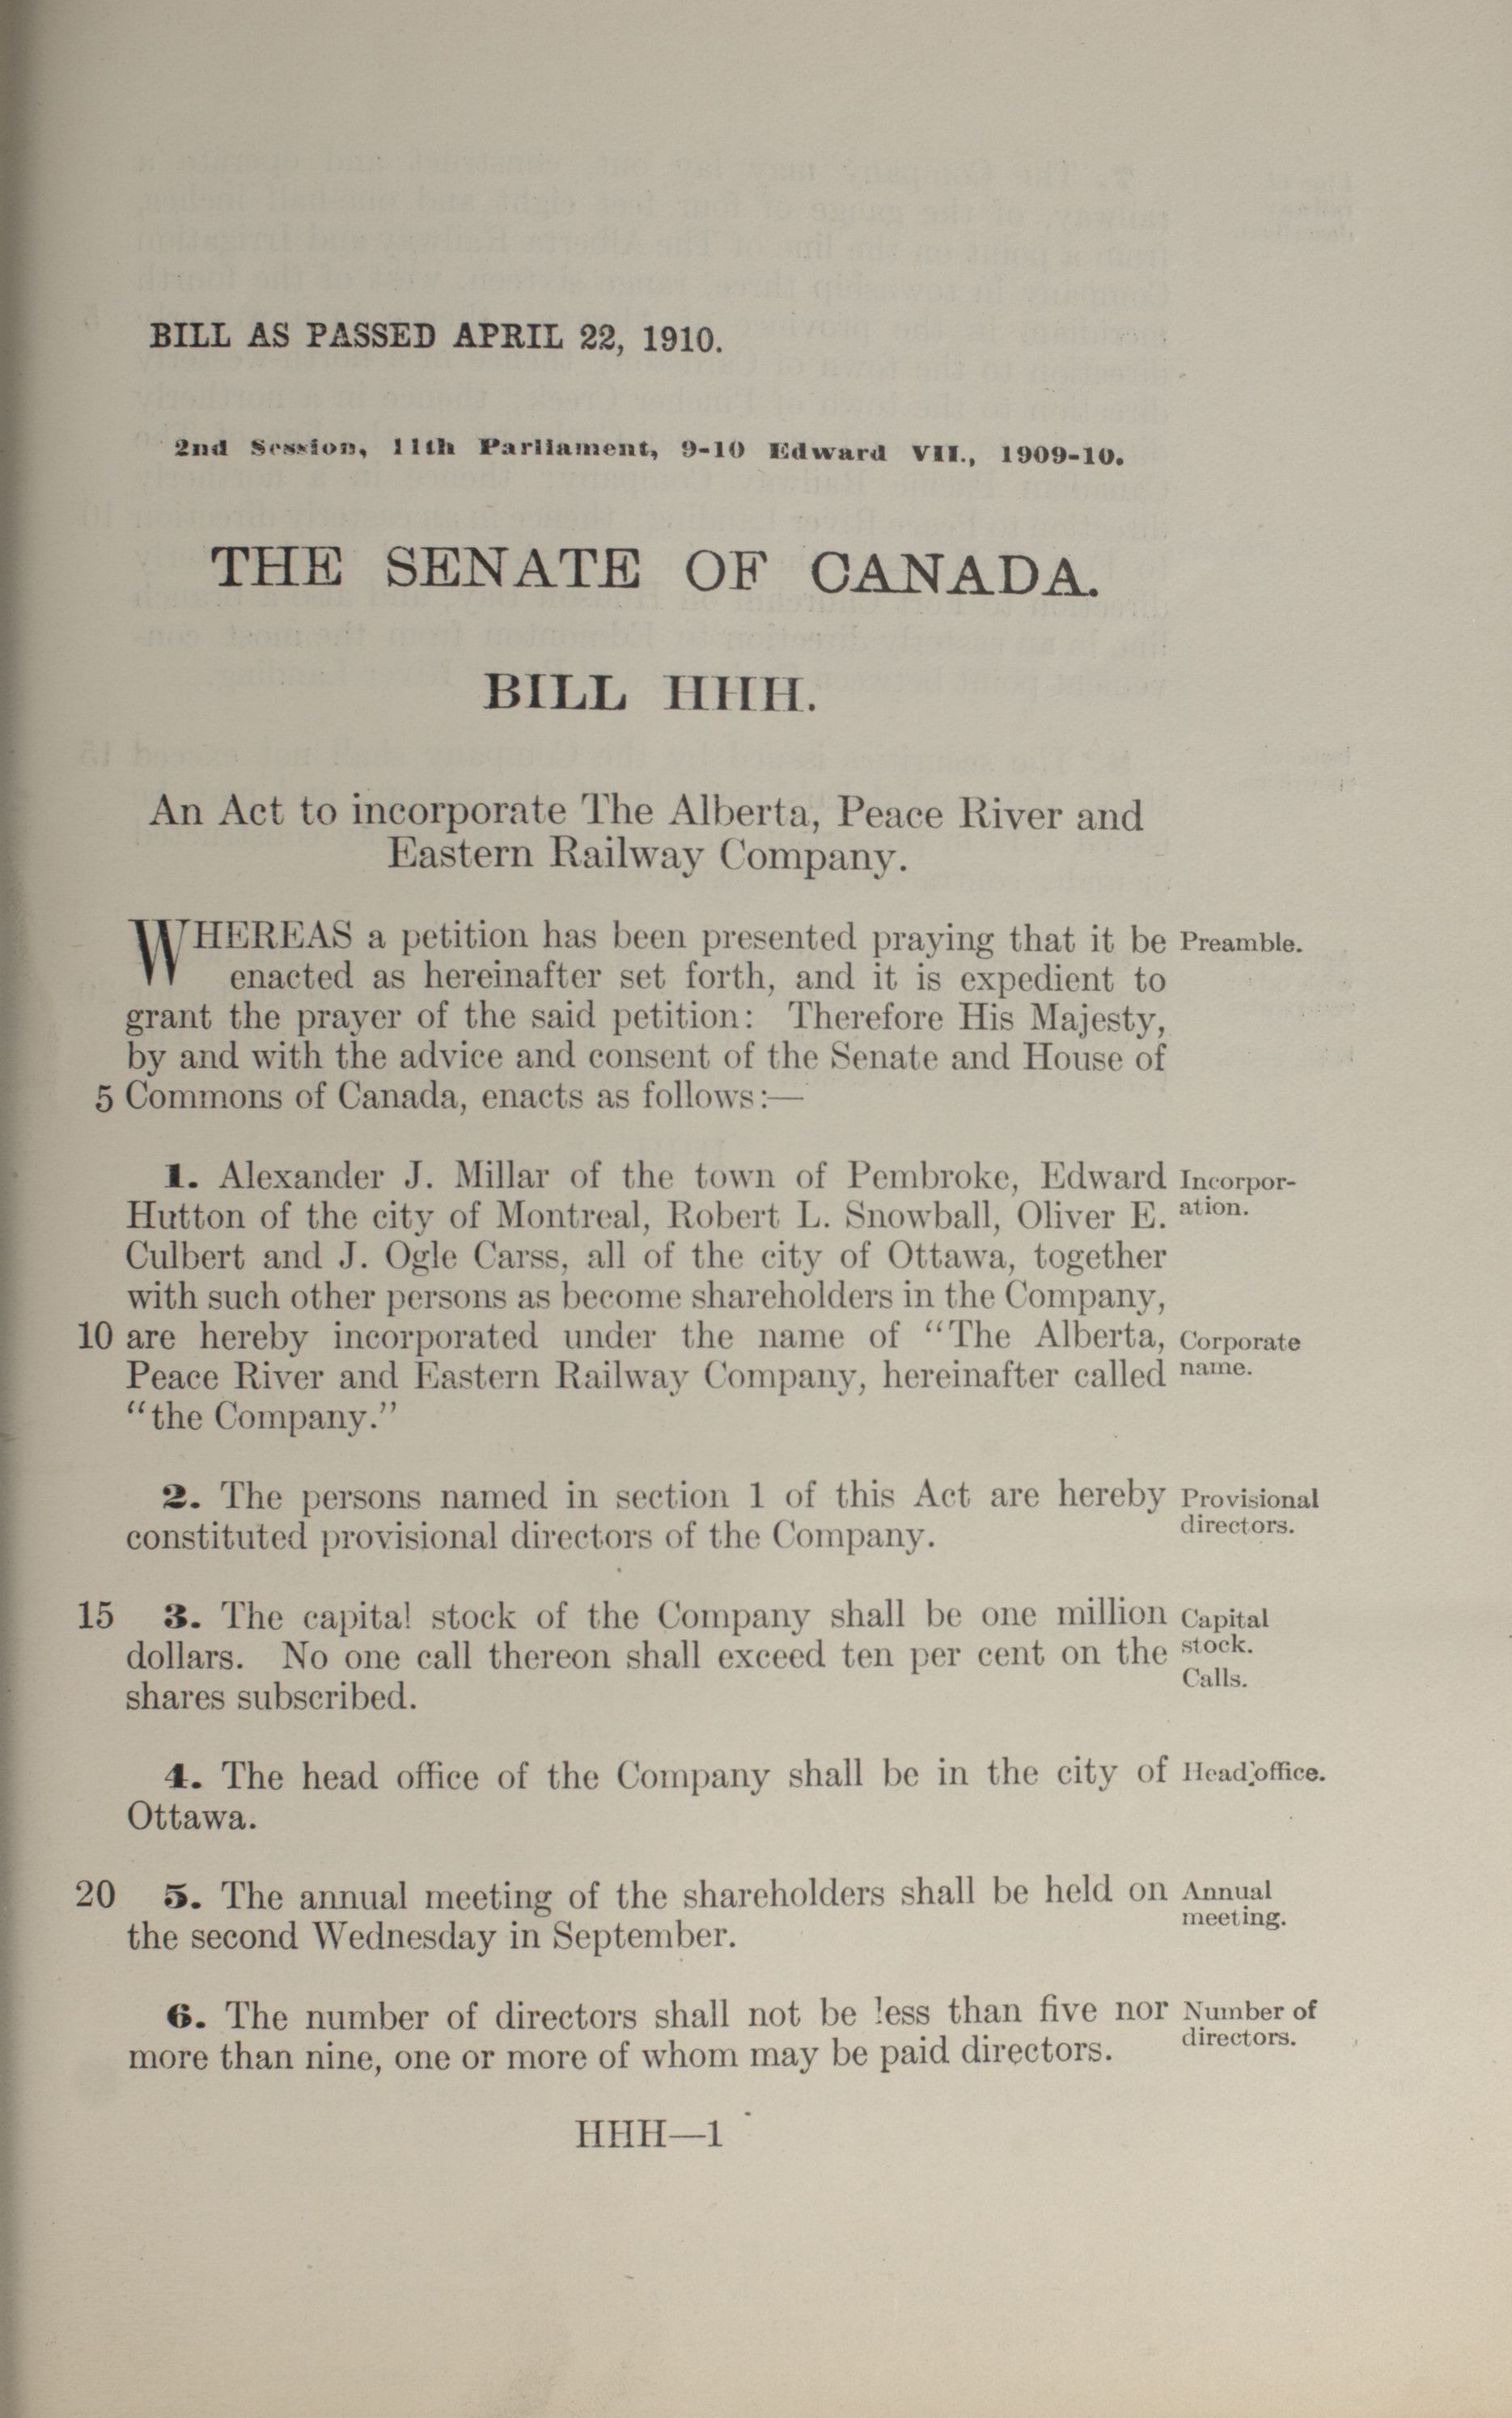 BILL AS PASSED APRIL 22, 1910.
2nd Session, 11th Parliament, 9-10 Edward VII., 1909-10.
THE SENATE OF CANADA.
BILL HHH.
An Act to incorporate The Alberta, Peace River and
Eastern Railway Company.
WHEREAS a petition has been presented praying that it be Preamble.
enacted as hereinafter set forth, and it is expedient to
grant the prayer of the said petition: Therefore His Majesty,
by and with the advice and consent of the Senate and House of
5 Commons of Canada, enacts as follows:—
1. Alexander J. Millar of the town of Pembroke, Edward Incorpor-
Hutton of the city of Montreal, Robert L. Snowball, Oliver E. ation.
Culbert and J. Ogle Carss, all of the city of Ottawa, together
with such other persons as become shareholders in the Company,
10 are hereby incorporated under the name of "The Alberta, Corporate
Peace River and Eastern Railway Company, hereinafter called name.
"the Company."
2. The persons named in section 1 of this Act are hereby Provisional
constituted provisional directors of the Company. directors.
15 3. The capital stock of the Company shall be one million Capital
dollars. No one call thereon shall exceed ten per cent on the stock.
shares subscribed. Calls.
4. The head office of the Company shall be in the city of Head office.
Ottawa.
20 5. The annual meeting of the shareholders shall be held on Annual
the second Wednesday in September. meeting.
6. The number of directors shall not be less than five nor Number of
more than nine, one or more of whom may be paid directors. directors.
HHH—1